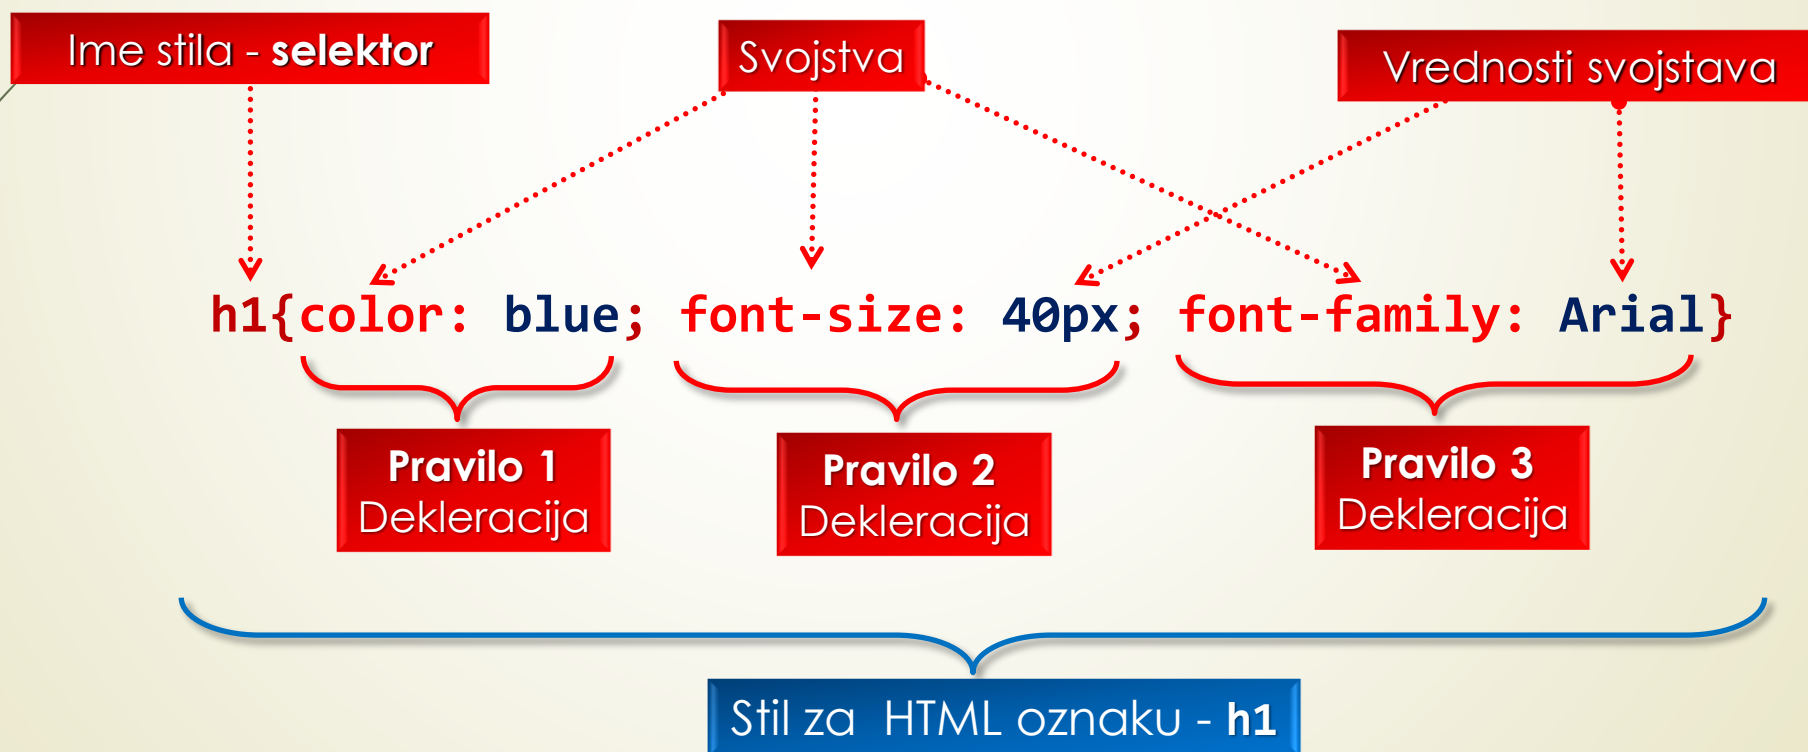 Ime stila - selektor
Svojstva
Vrednosti svojstava
h1{color: blue; font-size: 40px; font-family: Arial}
Pravilo 1
Dekleracija
Pravilo 2
Dekleracija
Pravilo 3
Dekleracija
Stil za HTML oznaku - h1